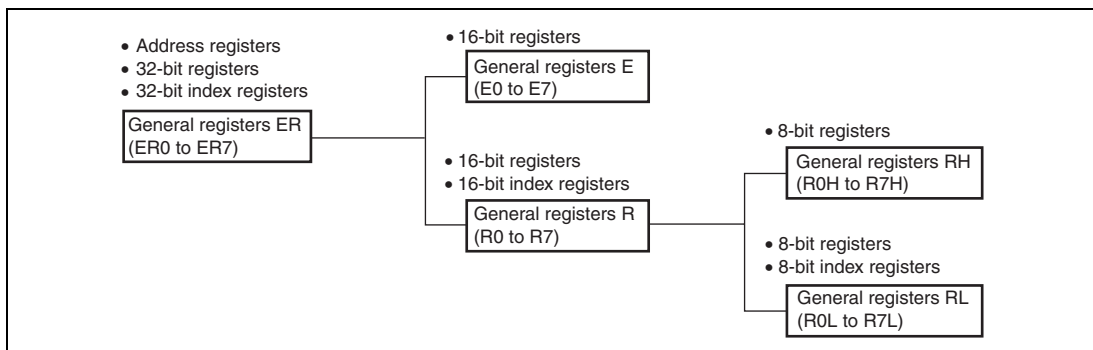 • Address registers
• 32-bit registers
• 32-bit index registers
General registers ER
(ER0 to ER7)
• 16-bit registers
General registers E
(E0 to E7)
• 16-bit registers
• 16-bit index registers
General registers R
(R0 to R7)
• 8-bit registers
General registers RH
(R0H to R7H)
• 8-bit registers
• 8-bit index registers
General registers RL
(R0L to R7L)